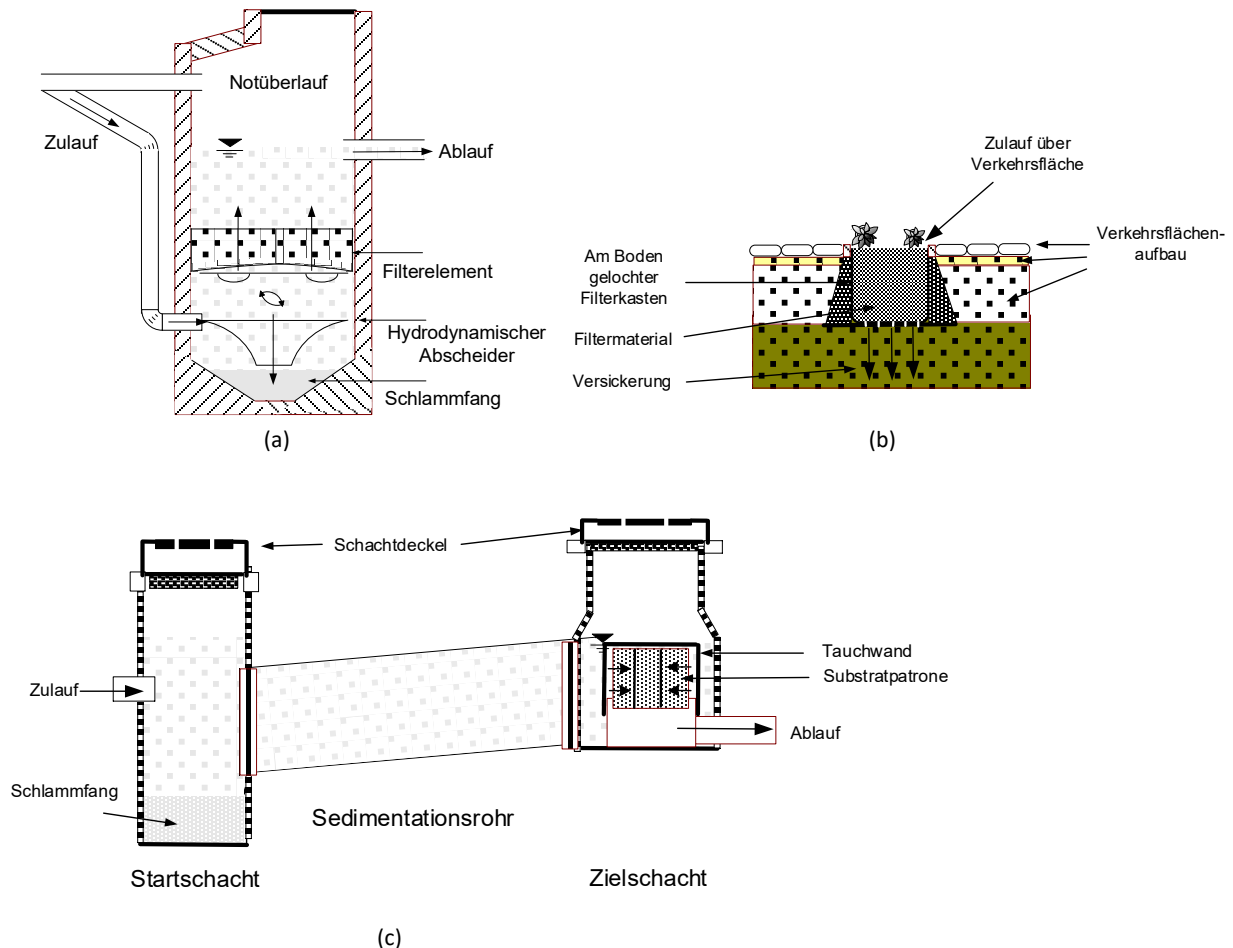 Notüberlauf
Zulauf
Ablauf
Filterelement
Hydrodynamischer
Abscheider
Schlammfang
(a)
Zulauf über
Verkehrsfläche
Verkehrsflächen-
aufbau
Am Boden
gelochter
Filterkasten
Filtermaterial
Versickerung
(b)
Schachtdeckel
Tauchwand
Substratpatrone
Zulauf
Ablauf
Schlammfang
Sedimentationsrohr
Startschacht
Zielschacht
(c)